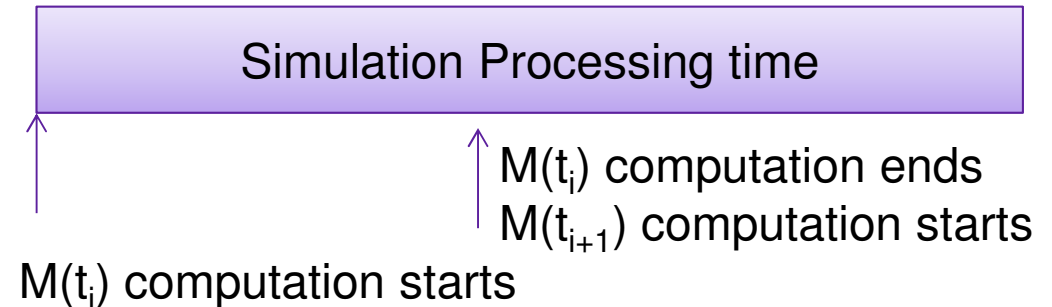 Simulation Processing time
M(tᵢ) computation ends
M(tᵢ₊₁) computation starts
M(tᵢ) computation starts